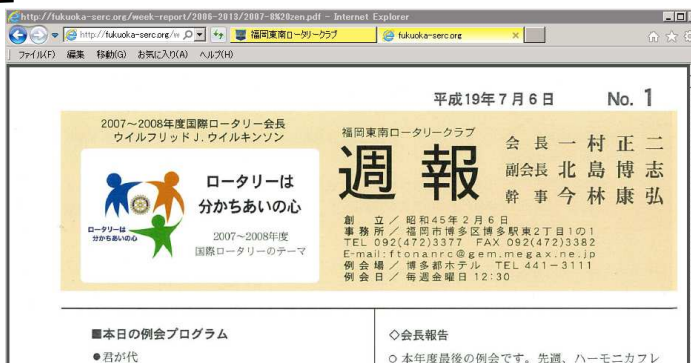 http://fukuoka-serc.org/week-report/2006-2013/2007-8%20zen.pdf - Internet Explorer
http://fukuoka-serc.org/w
福岡東南ロータリークラブ
fukuoka-serc.org
ファイル(F) 編集 移動(G) お気に入り(A) ヘルプ(H)
平成19年7月6日 No. 1
2007~2008年度国際ロータリー会長
ウイルフリッド J. ウイルキンソン
ロータリーは
分かちあいの心
ロータリーは
分かちあいの心
2007~2008年度
国際ロータリーのテーマ
福岡東南ロータリークラブ
週報
会長 一村正二
副会長 北島博志
幹事 今林康弘
創立/昭和45年2月6日
事務所/福岡市博多区博多駅東2丁目1の1
TEL 092(472)3377 FAX 092(472)3382
E-mail:ftonanrc@gem.megax.ne.jp
例会場/博多都ホテル TEL 441-3111
例会日/毎週金曜日 12:30
■本日の例会プログラム
●君が代
◇会長報告
○本年度最後の例会です。先週、ハーモニカフレ